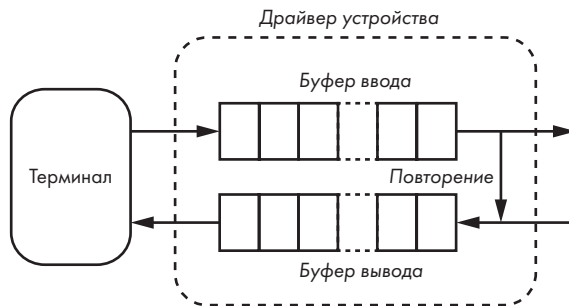 Драйвер устройства
Буфер ввода
Терминал
Повторение
Буфер вывода